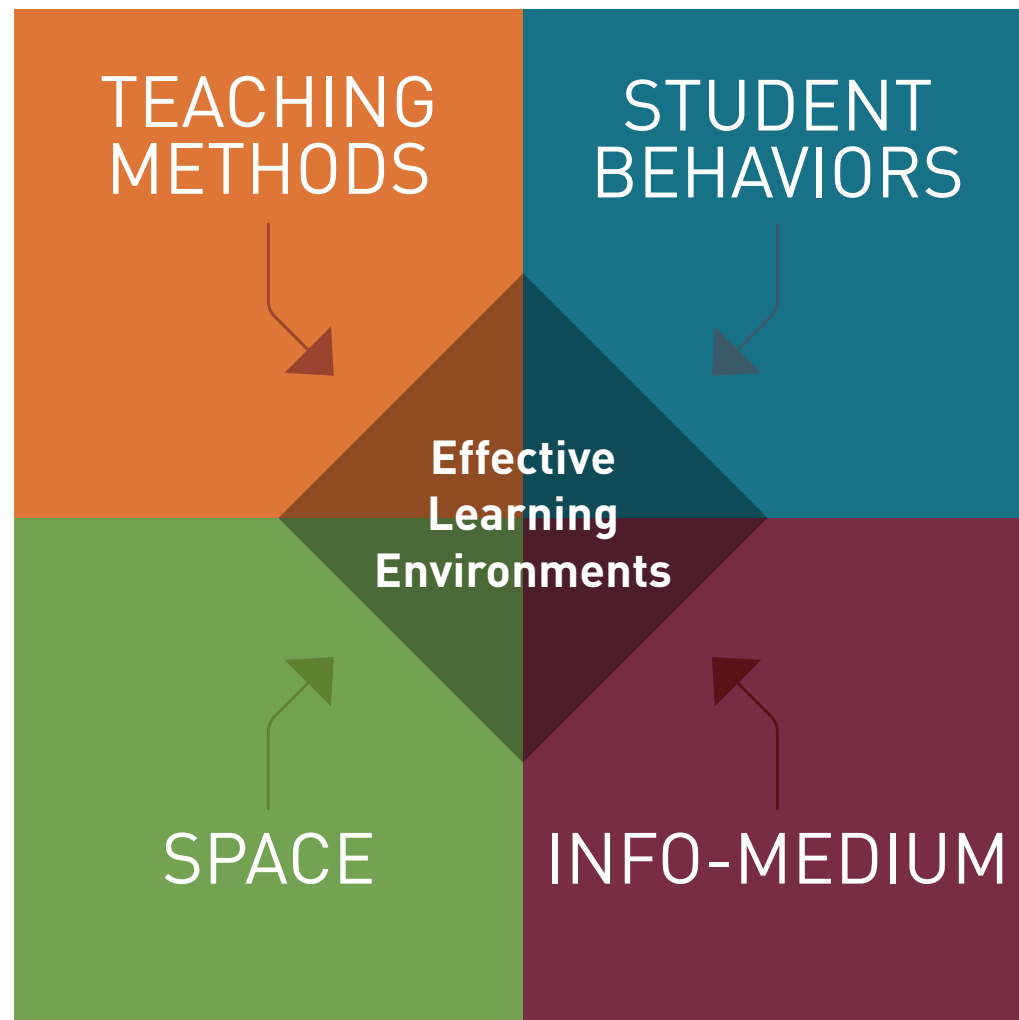 TEACHING
METHODS
STUDENT
BEHAVIORS
Effective
Learning
Environments
SPACE
INFO-MEDIUM